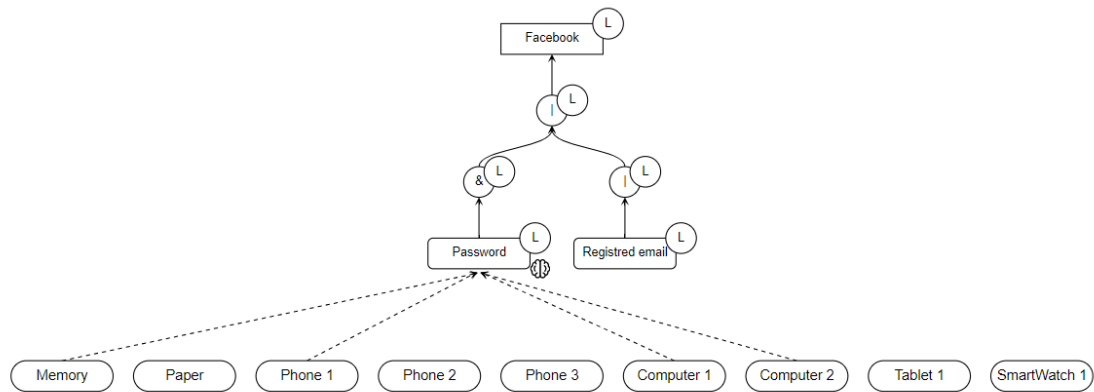 Facebook
L
|
L
&
L
|
L
Password
L
Registred email
L
Memory
Paper
Phone 1
Phone 2
Phone 3
Computer 1
Computer 2
Tablet 1
SmartWatch 1